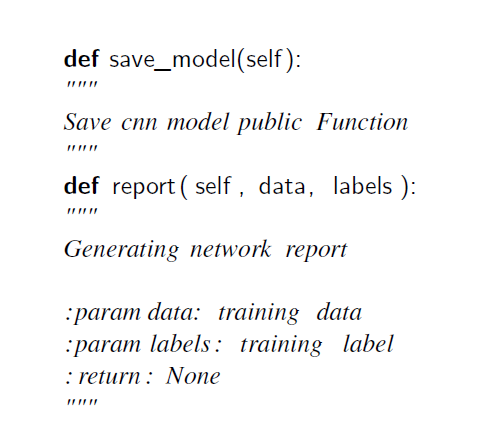 def save_model(self):
"""
Save cnn model public Function
"""
def report( self , data, labels ):
"""
Generating network report
:param data: training data
:param labels : training label
: return : None
"""